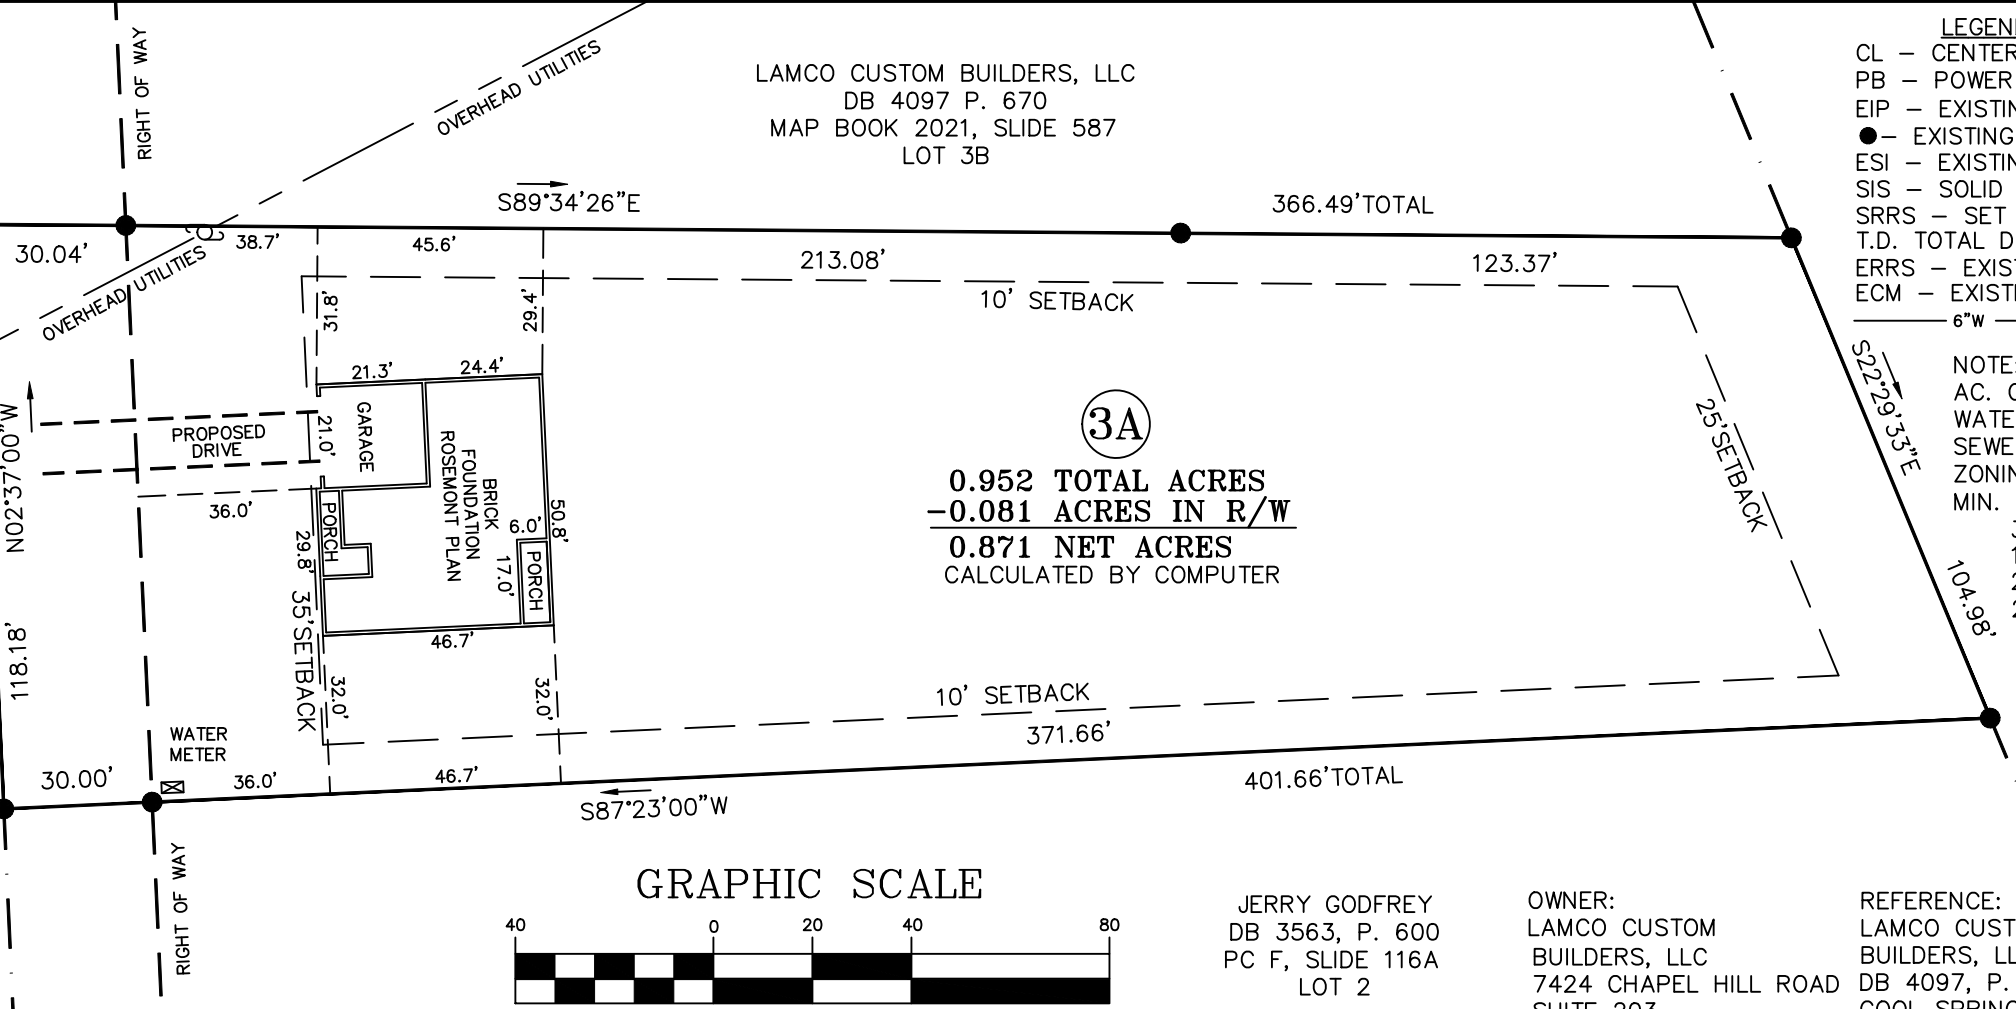 RIGHT OF WAY
OVERHEAD UTILITIES
LAMCO CUSTOM BUILDERS, LLC
DB 4097 P. 670
MAP BOOK 2021, SLIDE 587
LOT 3B
S89°34'26"E
366.49'TOTAL
30.04'
38.7'
45.6'
213.08'
123.37'
OVERHEAD UTILITIES
31.8'
29.4'
10' SETBACK
21.3'
24.4'
GARAGE
21.0'
PROPOSED
DRIVE
36.0'
N02°37'00"W
118.18'
BRICK
FOUNDATION
ROSEMONT PLAN
PORCH
29.8'
6.0'
17.0'
PORCH
50.8'
46.7'
35'SETBACK
32.0'
32.0'
3A
0.952 TOTAL ACRES
-0.081 ACRES IN R/W
0.871 NET ACRES
CALCULATED BY COMPUTER
25'SETBACK
S22°29'33"E
104.98'
10' SETBACK
371.66'
401.66'TOTAL
WATER
METER
30.00'
36.0'
46.7'
S87°23'00"W
RIGHT OF WAY
LEGEN
CL – CENTER
PB – POWER
EIP – EXISTIN
– EXISTING
ESI – EXISTIN
SIS – SOLID
SRRS – SET
T.D. TOTAL D
ERRS – EXIST
ECM – EXISTE
6"W
NOTE:
AC. C
WATE
SEWE
ZONIN
MIN.
GRAPHIC SCALE
40 0 20 40 80
JERRY GODFREY
DB 3563, P. 600
PC F, SLIDE 116A
LOT 2
OWNER:
LAMCO CUSTOM
BUILDERS, LLC
7424 CHAPEL HILL ROAD
SUITE 203
REFERENCE:
LAMCO CUST
BUILDERS, LL
DB 4097, P.
COOL SPRING